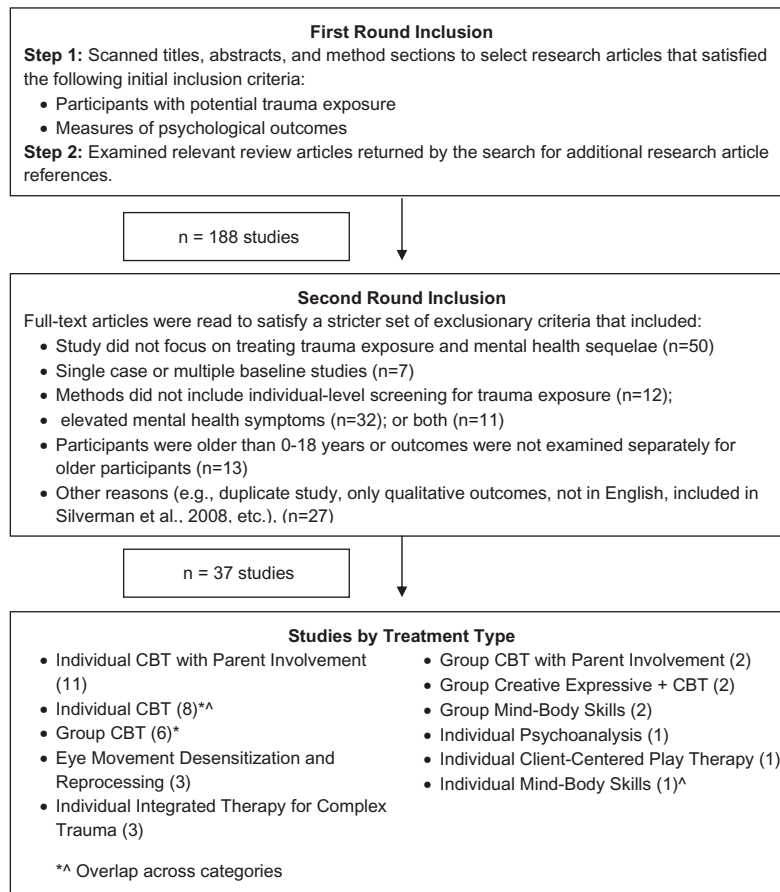 First Round Inclusion
Step 1: Scanned titles, abstracts, and method sections to select research articles that satisfied
the following initial inclusion criteria:
• Participants with potential trauma exposure
• Measures of psychological outcomes
Step 2: Examined relevant review articles returned by the search for additional research article
references.
n = 188 studies
Second Round Inclusion
Full-text articles were read to satisfy a stricter set of exclusionary criteria that included:
• Study did not focus on treating trauma exposure and mental health sequelae (n=50)
• Single case or multiple baseline studies (n=7)
• Methods did not include individual-level screening for trauma exposure (n=12);
• elevated mental health symptoms (n=32); or both (n=11)
• Participants were older than 0-18 years or outcomes were not examined separately for
older participants (n=13)
• Other reasons (e.g., duplicate study, only qualitative outcomes, not in English, included in
Silverman et al., 2008, etc.), (n=27)
n = 37 studies
Studies by Treatment Type
• Individual CBT with Parent Involvement
(11)
• Individual CBT (8)*^
• Group CBT (6)*
• Eye Movement Desensitization and
Reprocessing (3)
• Individual Integrated Therapy for Complex
Trauma (3)
• Group CBT with Parent Involvement (2)
• Group Creative Expressive + CBT (2)
• Group Mind-Body Skills (2)
• Individual Psychoanalysis (1)
• Individual Client-Centered Play Therapy (1)
• Individual Mind-Body Skills (1)^
*^ Overlap across categories